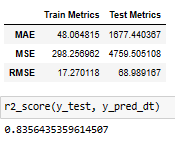 Train Metrics Test Metrics
MAE 48.064815 1677.440367
MSE 298.256962 4759.505108
RMSE 17.270118 68.989167
r2_score(y_test, y_pred_dt)
0.8356435359614507